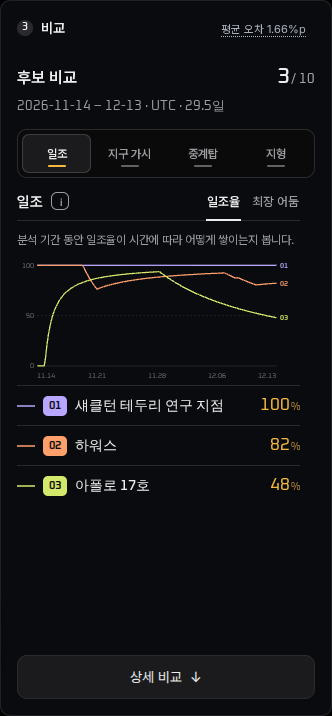 3 비교 평균 오차 1.66%p
후보 비교 3 / 10
2026-11-14 – 12-13 · UTC · 29.5일
일조 지구 가시 중계탑 지형
일조 i 일조율 최장 어둠
분석 기간 동안 일조율이 시간에 따라 어떻게 쌓이는지 봅니다.
100 01
02
50 03
0
11.14 11.21 11.28 12.06 12.13
01 섀클턴 테두리 연구 지점 100%
02 하워스 82%
03 아폴로 17호 48%
상세 비교 ↓